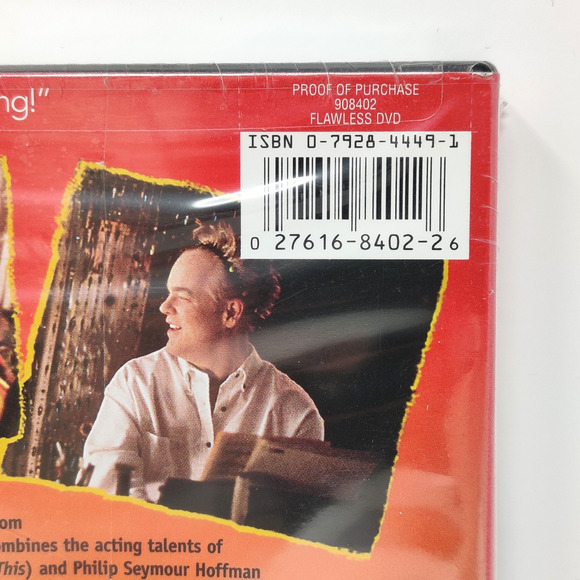 ng!”
PROOF OF PURCHASE
908402
FLAWLESS DVD
ISBN 0-7928-4449-1
0 27616-8402-2 6
om
ombines the acting talents of
This) and Philip Seymour Hoffman